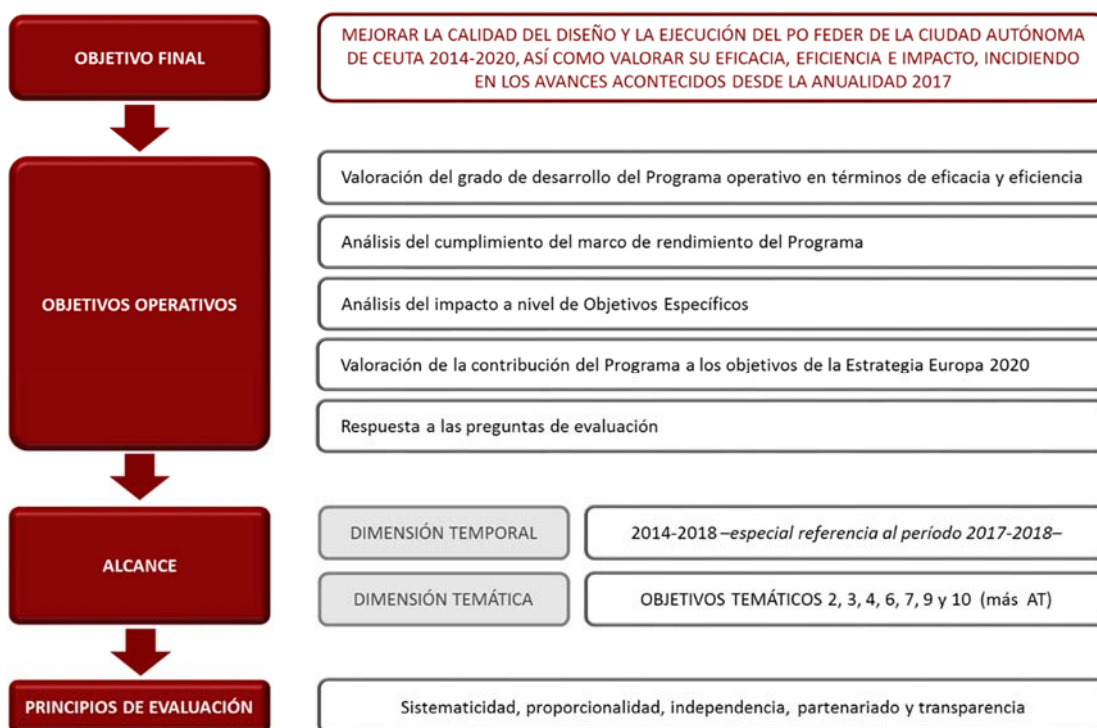 OBJETIVO FINAL
MEJORAR LA CALIDAD DEL DISEÑO Y LA EJECUCIÓN DEL PO FEDER DE LA CIUDAD AUTÓNOMA
DE CEUTA 2014-2020, ASÍ COMO VALORAR SU EFICACIA, EFICIENCIA E IMPACTO, INCIDIENDO
EN LOS AVANCES ACONTECIDOS DESDE LA ANUALIDAD 2017
OBJETIVOS OPERATIVOS
Valoración del grado de desarrollo del Programa operativo en términos de eficacia y eficiencia
Análisis del cumplimiento del marco de rendimiento del Programa
Análisis del impacto a nivel de Objetivos Específicos
Valoración de la contribución del Programa a los objetivos de la Estrategia Europa 2020
Respuesta a las preguntas de evaluación
ALCANCE
DIMENSIÓN TEMPORAL
2014-2018 –especial referencia al período 2017-2018–
DIMENSIÓN TEMÁTICA
OBJETIVOS TEMÁTICOS 2, 3, 4, 6, 7, 9 y 10 (más AT)
PRINCIPIOS DE EVALUACIÓN
Sistematicidad, proporcionalidad, independencia, partenariado y transparencia